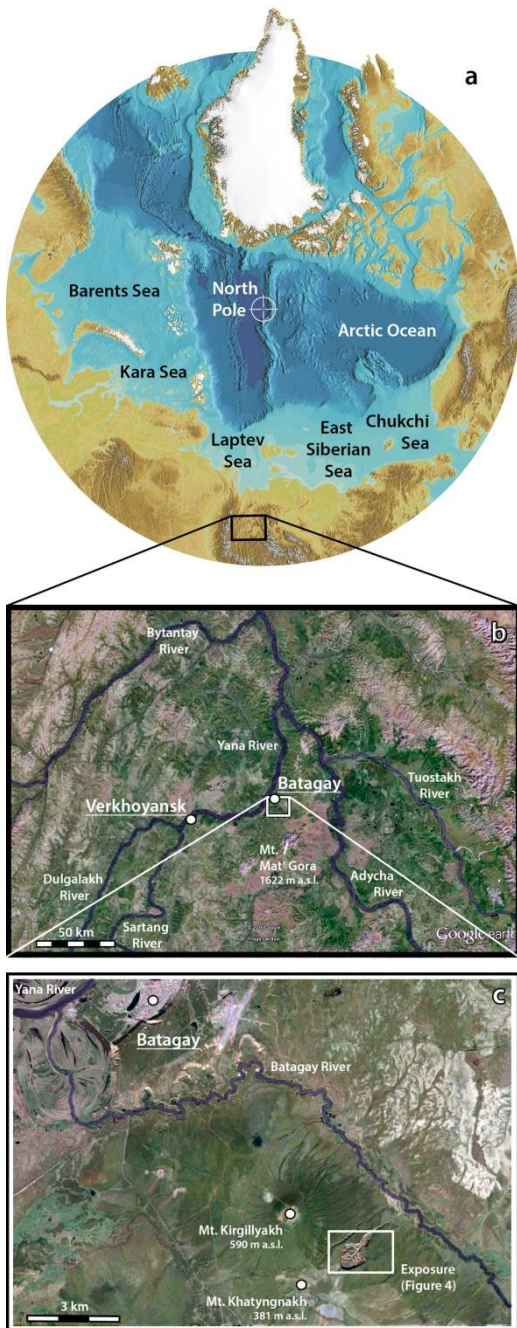 a
North
Pole
Barents Sea
Arctic Ocean
Kara Sea
Chukchi
Sea
East
Siberian
Sea
Laptev
Sea
b
Bytantay
River
Yana River
Batagay
Tuostakh
River
Verkhoyansk
Mt.
Mat' Gora
1622 m a.s.l.
Dulgalakh
River
Adycha
River
Sartang
River
50 km
Google earth
Yana River
c
Batagay
Batagay River
Mt. Kirgillyakh
590 m a.s.l.
Exposure
(Figure 4)
Mt. Khatyngnakh
381 m a.s.l.
3 km